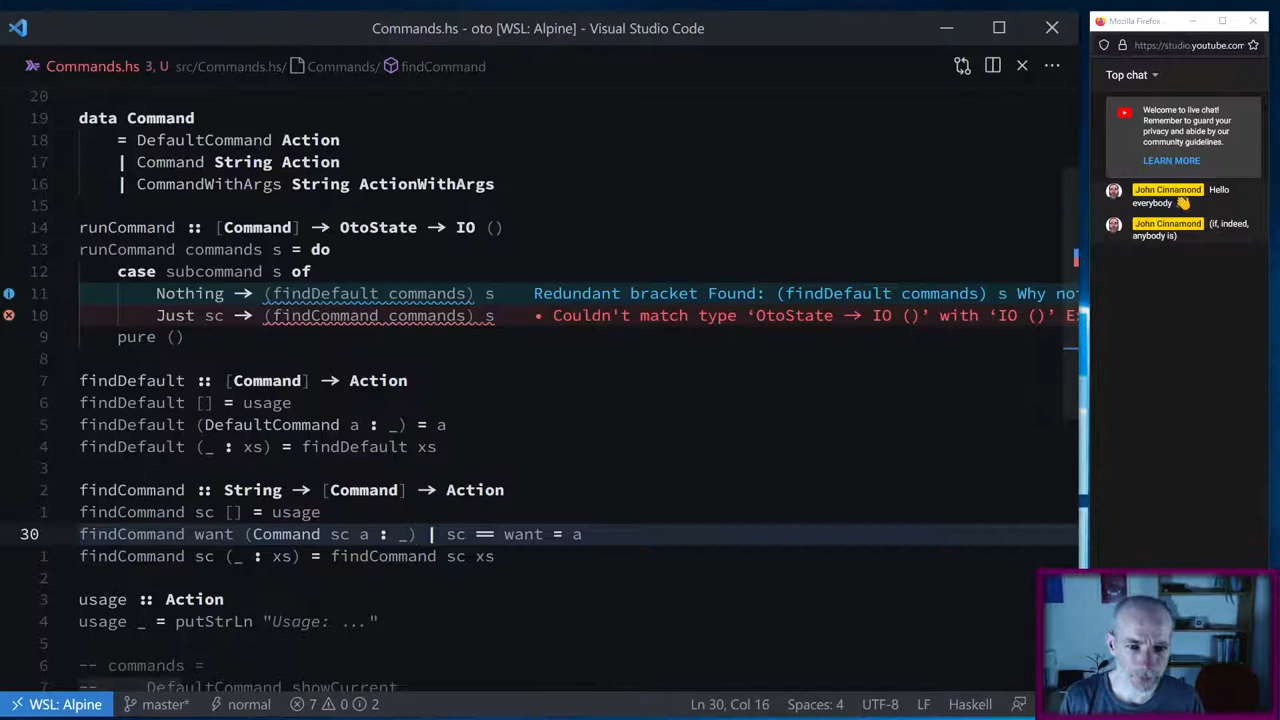 Commands.hs - oto [WSL: Alpine] - Visual Studio Code
Commands.hs 3, U src/Commands.hs/ Commands/ findCommand
20
19 data Command
18 = DefaultCommand Action
17 | Command String Action
16 | CommandWithArgs String ActionWithArgs
15
14 runCommand :: [Command] → OtoState → IO ()
13 runCommand commands s = do
12 case subcommand s of
11 Nothing → (findDefault commands) s Redundant bracket Found: (findDefault commands) s Why no
10 Just sc → (findCommand commands) s • Couldn't match type ‘OtoState → IO ()’ with ‘IO ()’ E
9 pure ()
8
7 findDefault :: [Command] → Action
6 findDefault [] = usage
5 findDefault (DefaultCommand a : _) = a
4 findDefault (_ : xs) = findDefault xs
3
2 findCommand :: String → [Command] → Action
1 findCommand sc [] = usage
30 findCommand want (Command sc a : _) | sc == want = a
1 findCommand sc (_ : xs) = findCommand sc xs
2
3 usage :: Action
4 usage _ = putStrLn "Usage: ..."
5
6 -- commands =
7 -- DefaultCommand showCurrent
WSL: Alpine master* normal 7 0 2 Ln 30, Col 16 Spaces: 4 UTF-8 LF Haskell
Mozilla Firefox
https://studio.youtube.com
Top chat
Welcome to live chat!
Remember to guard your
privacy and abide by our
community guidelines.
LEARN MORE
John Cinnamond Hello
everybody 👋
John Cinnamond (if, indeed,
anybody is)